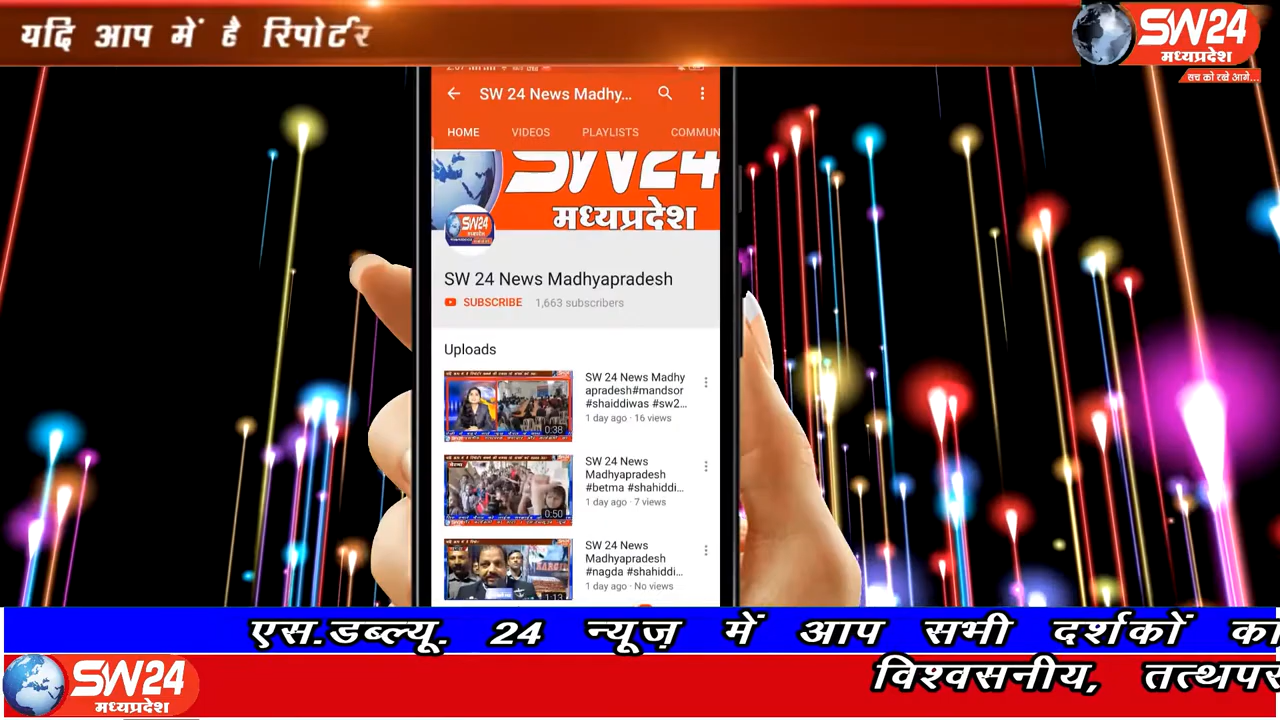 यदि आप में है रिपोर्टर
SW24
मध्यप्रदेश
सच को रखे आगे...
SW 24 News Madhy...
HOME VIDEOS PLAYLISTS COMMUN
SW24
मध्यप्रदेश
SW24
SW 24 News Madhyapradesh
SUBSCRIBE 1,663 subscribers
Uploads
SW 24 News Madhy
apradesh#mandsor
#shaiddiwas #sw2...
1 day ago · 16 views
0:38
SW 24 News
Madhyapradesh
#betma #shahiddi...
1 day ago · 7 views
0:50
SW 24 News
Madhyapradesh
#nagda #shahiddi...
1 day ago · No views
1:13
एस.डब्ल्यू. 24 न्यूज़ में आप सभी दर्शकों का
विश्वसनीय, तत्थपर
SW24
मध्यप्रदेश